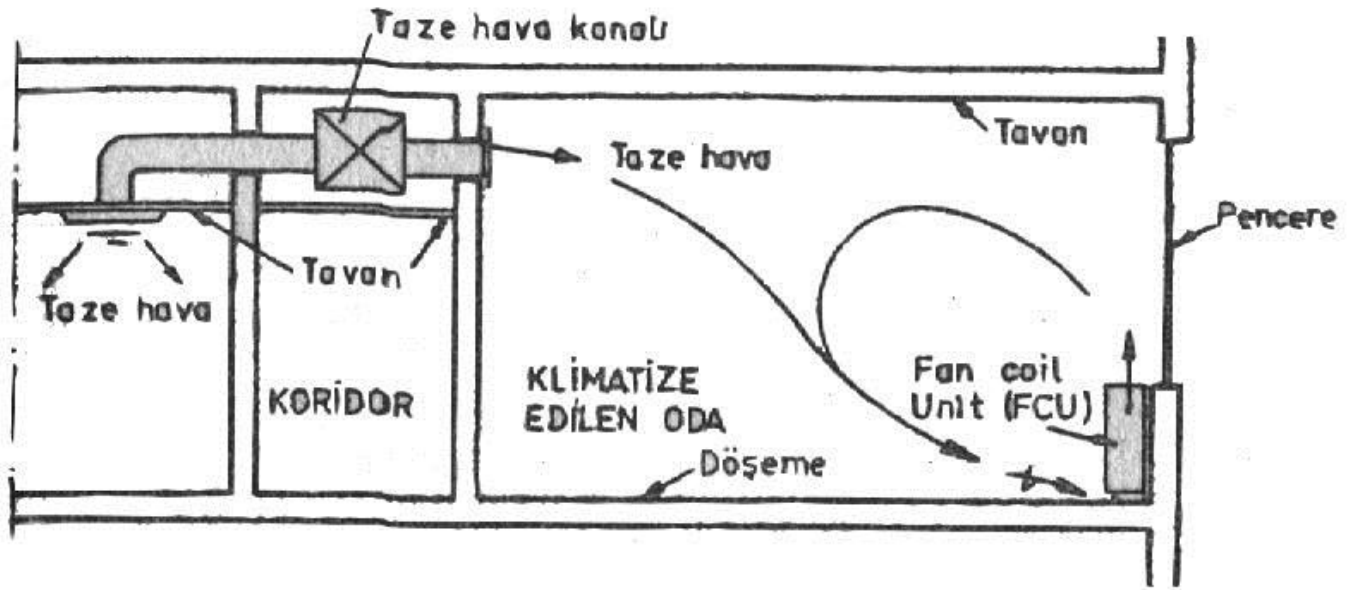 Taze hava kanalı
Tavan
Taze hava
Pencere
Tavan
Taze hava
Fan coil
Unit (FCU)
KLİMATİZE
EDİLEN ODA
KORİDOR
Döşeme